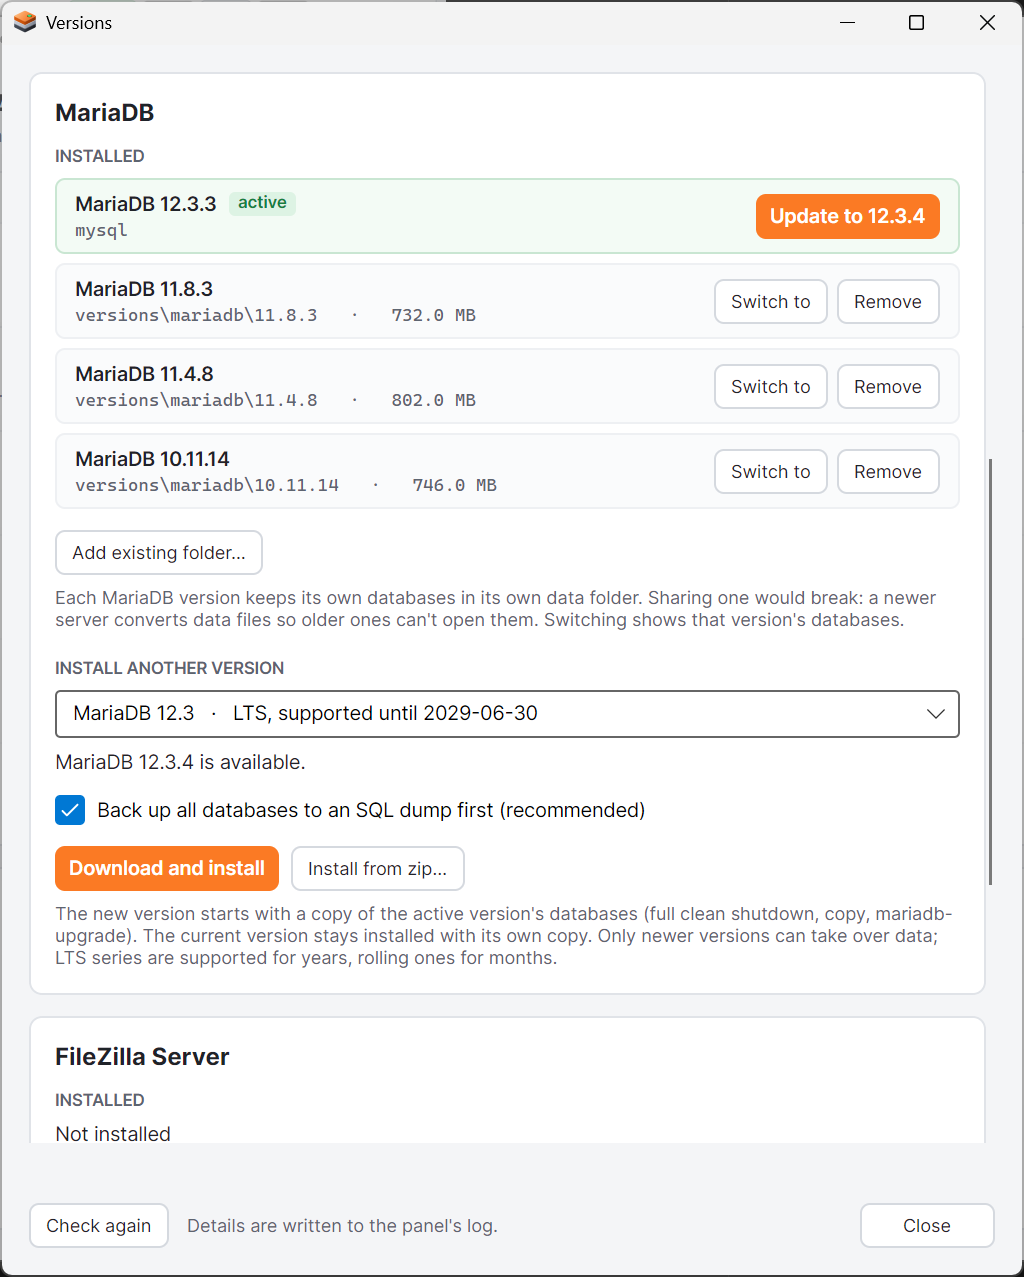 Versions
MariaDB
INSTALLED
MariaDB 12.3.3 active
mysql
Update to 12.3.4
MariaDB 11.8.3
versions\mariadb\11.8.3 · 732.0 MB
Switch to
Remove
MariaDB 11.4.8
versions\mariadb\11.4.8 · 802.0 MB
Switch to
Remove
MariaDB 10.11.14
versions\mariadb\10.11.14 · 746.0 MB
Switch to
Remove
Add existing folder...
Each MariaDB version keeps its own databases in its own data folder. Sharing one would break: a newer
server converts data files so older ones can't open them. Switching shows that version's databases.
INSTALL ANOTHER VERSION
MariaDB 12.3 · LTS, supported until 2029-06-30
MariaDB 12.3.4 is available.
Back up all databases to an SQL dump first (recommended)
Download and install
Install from zip...
The new version starts with a copy of the active version's databases (full clean shutdown, copy, mariadb-
upgrade). The current version stays installed with its own copy. Only newer versions can take over data;
LTS series are supported for years, rolling ones for months.
FileZilla Server
INSTALLED
Not installed
Check again
Details are written to the panel's log.
Close